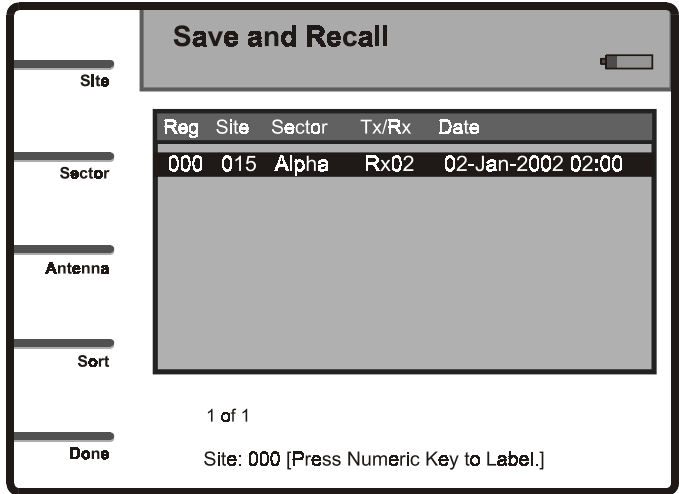 Save and Recall
Site
Sector
Antenna
Sort
Done
Reg Site Sector Tx/Rx Date
000 015 Alpha Rx02 02-Jan-2002 02:00
1 of 1
Site: 000 [Press Numeric Key to Label.]